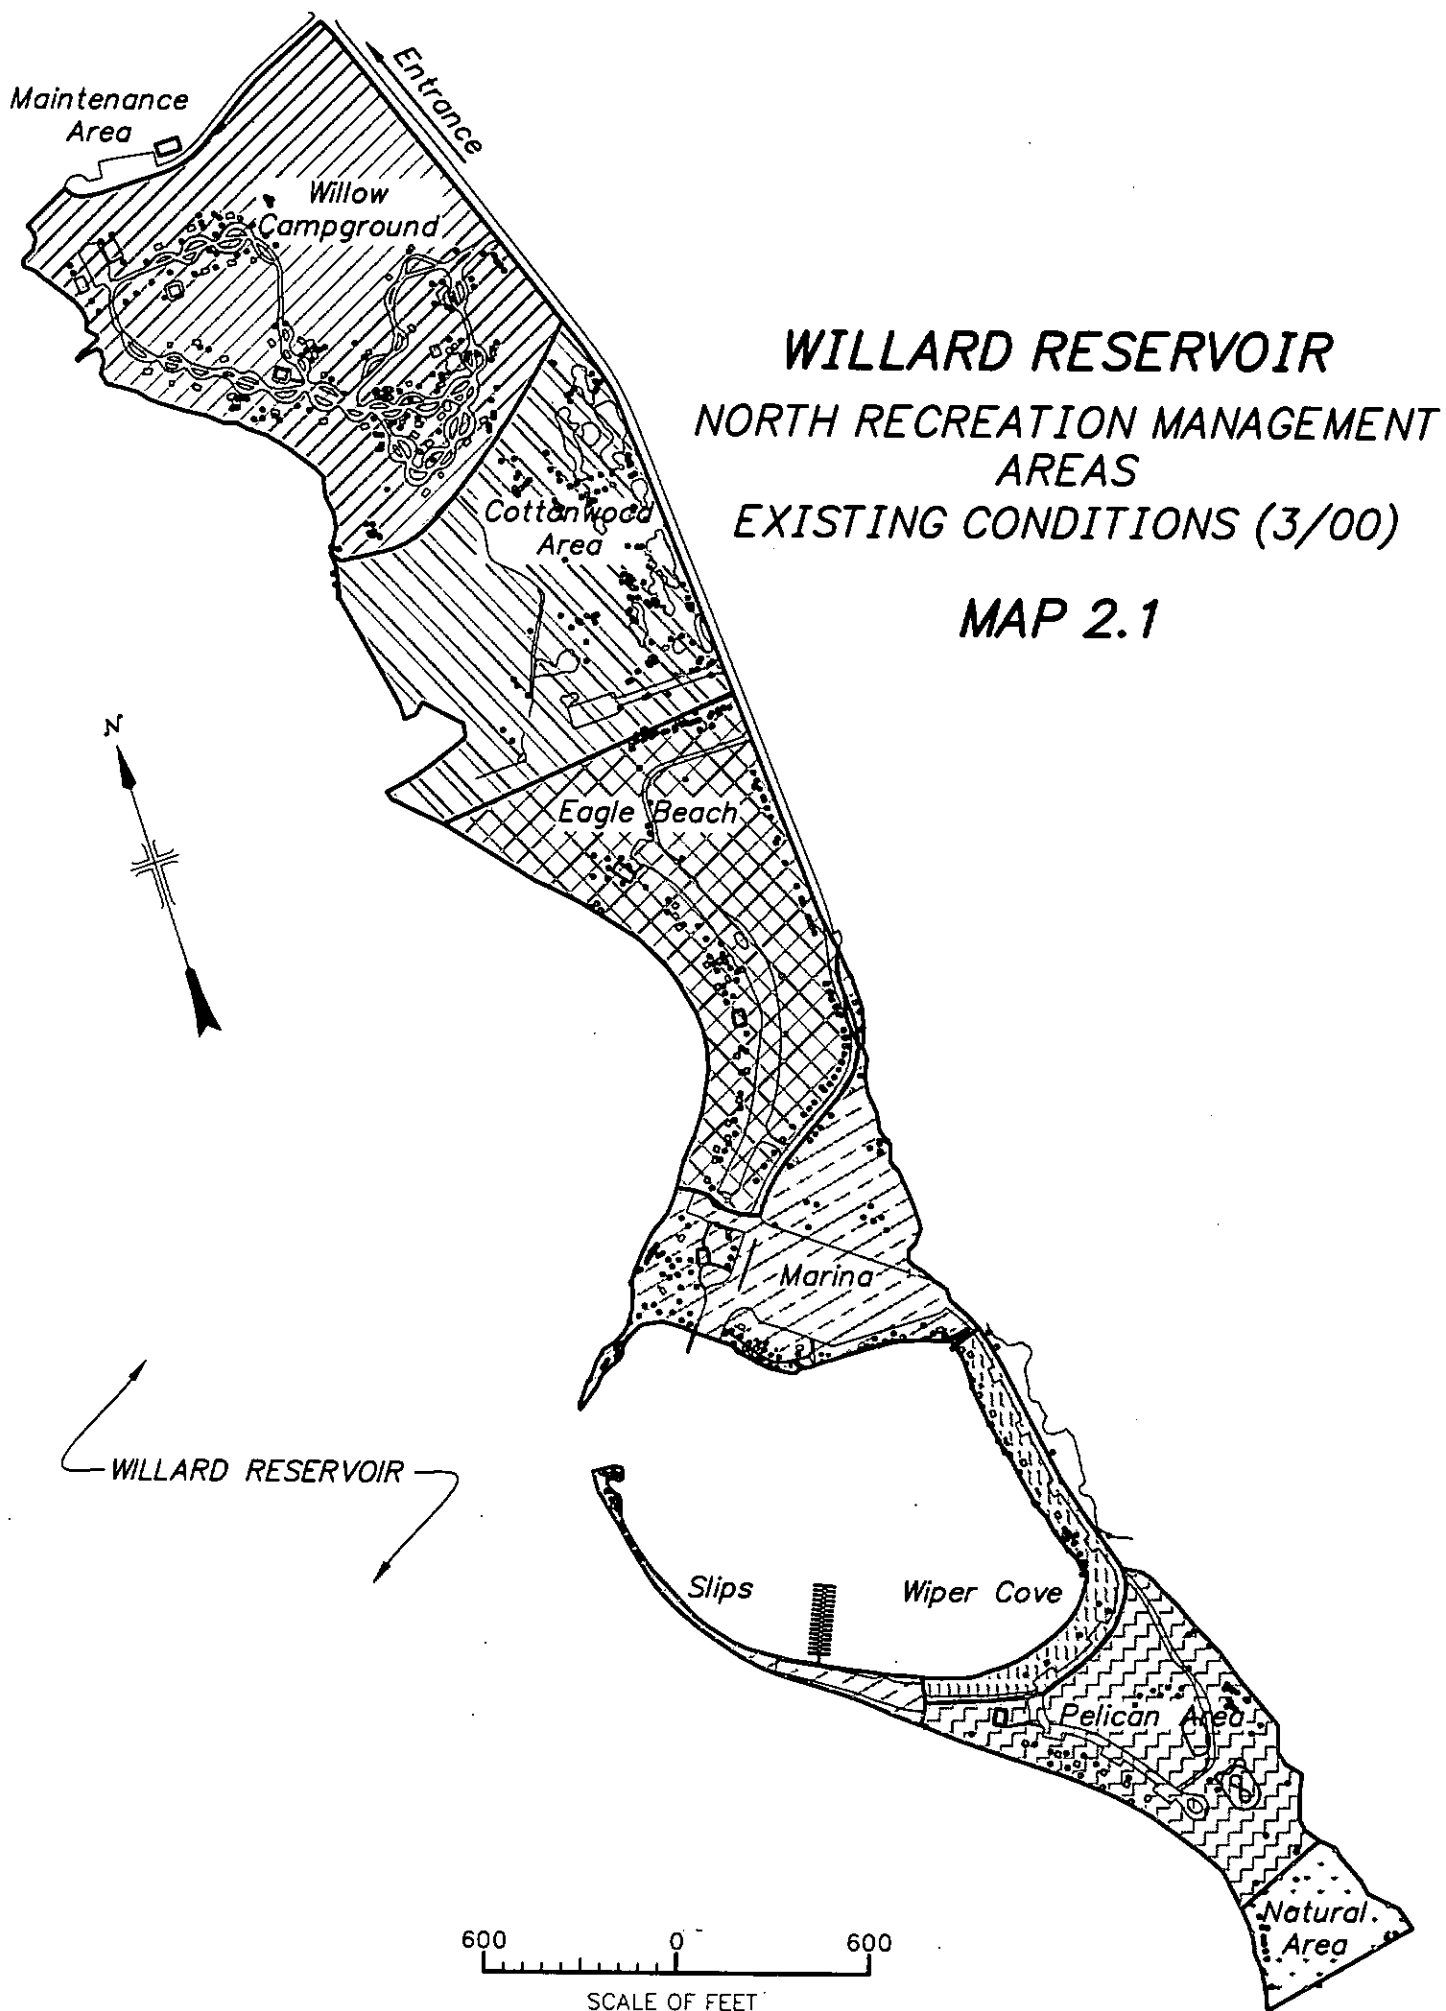 Entrance
Maintenance
Area
Willow
Campground
WILLARD RESERVOIR
NORTH RECREATION MANAGEMENT
AREAS
EXISTING CONDITIONS (3/00)
MAP 2.1
Cottonwood
Area
N
Eagle Beach
Marina
WILLARD RESERVOIR
Slips
Wiper Cove
Pelican Area
Natural
Area
600 0 600
SCALE OF FEET